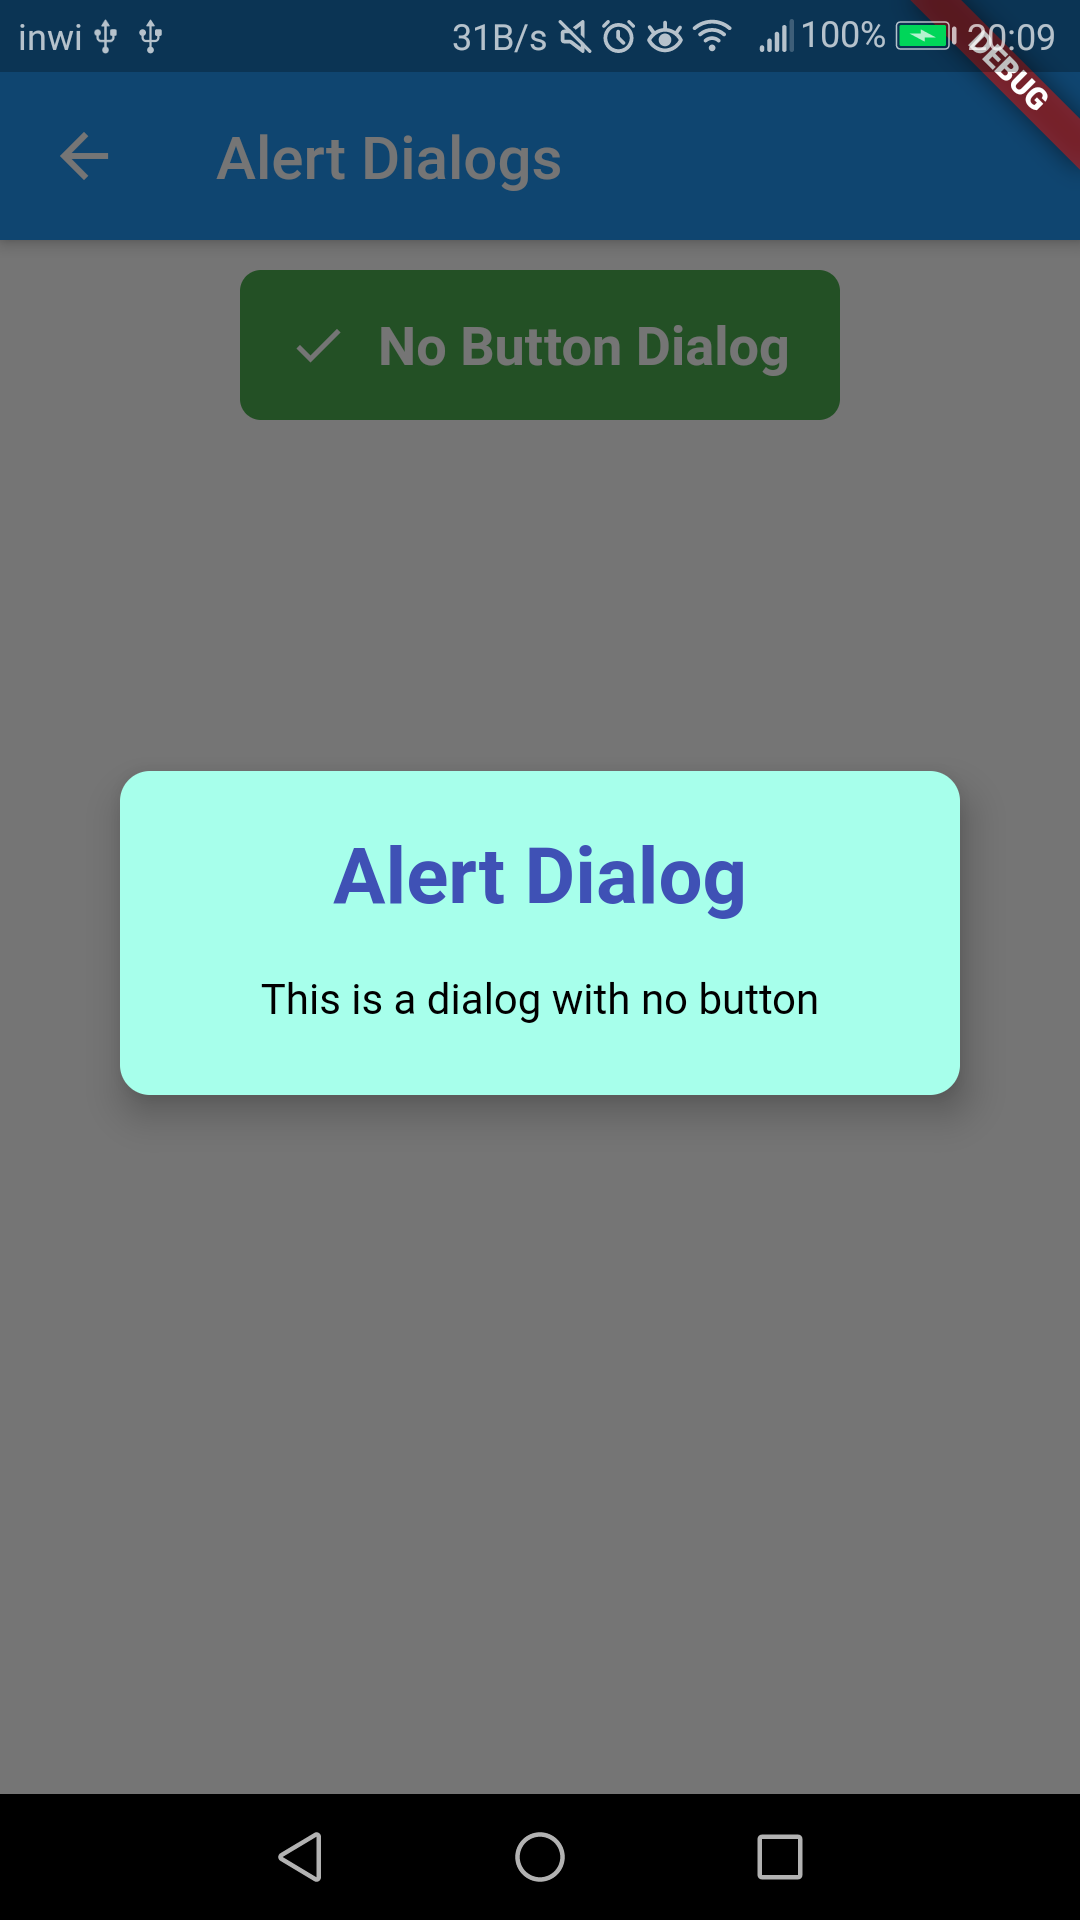 inwi 31B/s 100% 20:09
DEBUG
Alert Dialogs
No Button Dialog
Alert Dialog
This is a dialog with no button